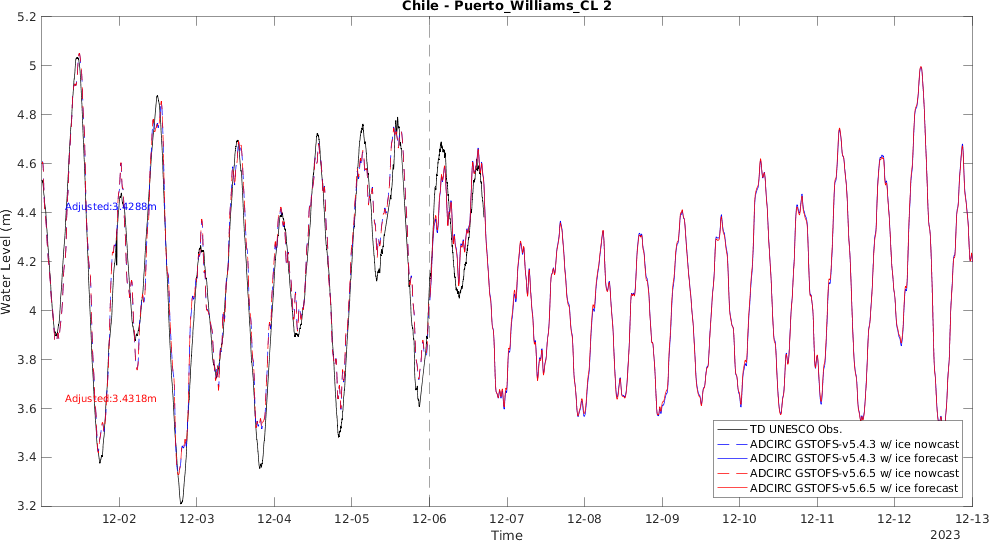 Chile - Puerto_Williams_CL 2
5.2
5
4.8
4.6
4.4
4.2
4
3.8
3.6
3.4
3.2
Water Level (m)
Adjusted:3.4288m
Adjusted:3.4318m
TD UNESCO Obs.
ADCIRC GSTOFS-v5.4.3 w/ ice nowcast
ADCIRC GSTOFS-v5.4.3 w/ ice forecast
ADCIRC GSTOFS-v5.6.5 w/ ice nowcast
ADCIRC GSTOFS-v5.6.5 w/ ice forecast
12-02 12-03 12-04 12-05 12-06 12-07 12-08 12-09 12-10 12-11 12-12 12-13
Time
2023